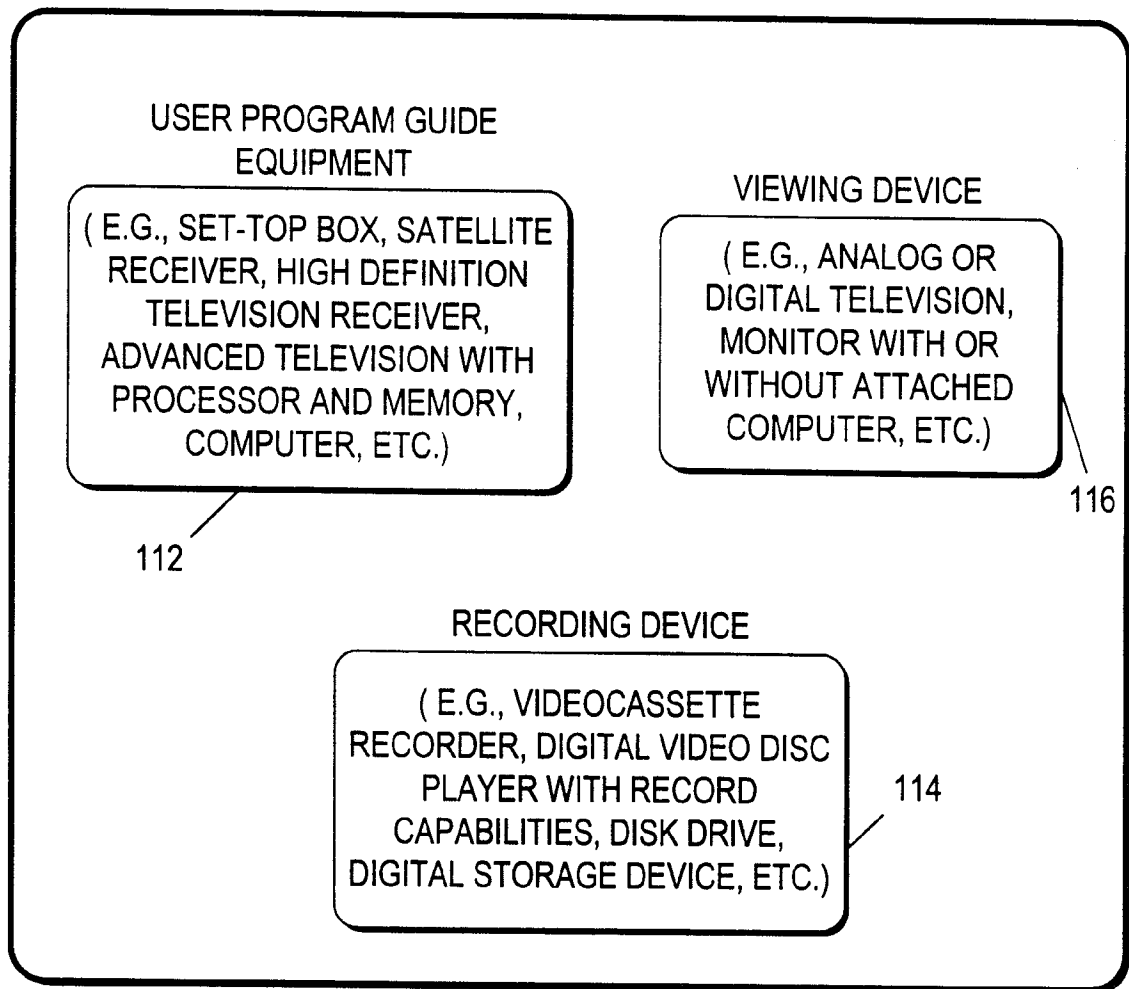 USER PROGRAM GUIDE
EQUIPMENT
( E.G., SET-TOP BOX, SATELLITE
RECEIVER, HIGH DEFINITION
TELEVISION RECEIVER,
ADVANCED TELEVISION WITH
PROCESSOR AND MEMORY,
COMPUTER, ETC.)
112
VIEWING DEVICE
( E.G., ANALOG OR
DIGITAL TELEVISION,
MONITOR WITH OR
WITHOUT ATTACHED
COMPUTER, ETC.)
116
RECORDING DEVICE
( E.G., VIDEOCASSETTE
RECORDER, DIGITAL VIDEO DISC
PLAYER WITH RECORD
CAPABILITIES, DISK DRIVE,
DIGITAL STORAGE DEVICE, ETC.)
114